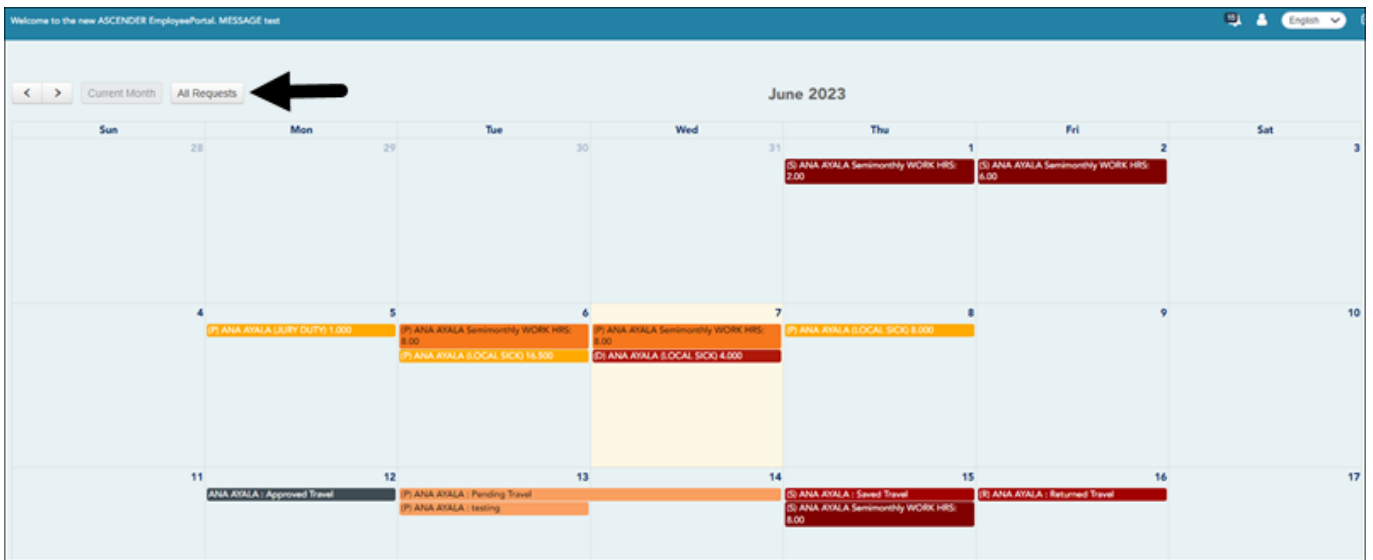 Welcome to the new ASCENDER EmployeePortal. MESSAGE test
10
English
< > Current Month All Requests
June 2023
Sun Mon Tue Wed Thu Fri Sat
28 29 30 31 1 2 3
(S) ANA AYALA Semimonthly WORK HRS: (S) ANA AYALA Semimonthly WORK HRS:
2.00 6.00
4 5 6 7 8 9 10
(P) ANA AYALA (JURY DUTY) 1.000 (P) ANA AYALA Semimonthly WORK HRS: (P) ANA AYALA Semimonthly WORK HRS: (P) ANA AYALA (LOCAL SICK) 8.000
8.00 8.00
(P) ANA AYALA (LOCAL SICK) 16.500 (D) ANA AYALA (LOCAL SICK) 4.000
11 12 13 14 15 16 17
ANA AYALA : Approved Travel (P) ANA AYALA : Pending Travel (S) ANA AYALA : Saved Travel (R) ANA AYALA : Returned Travel
(P) ANA AYALA : testing (S) ANA AYALA Semimonthly WORK HRS:
8.00